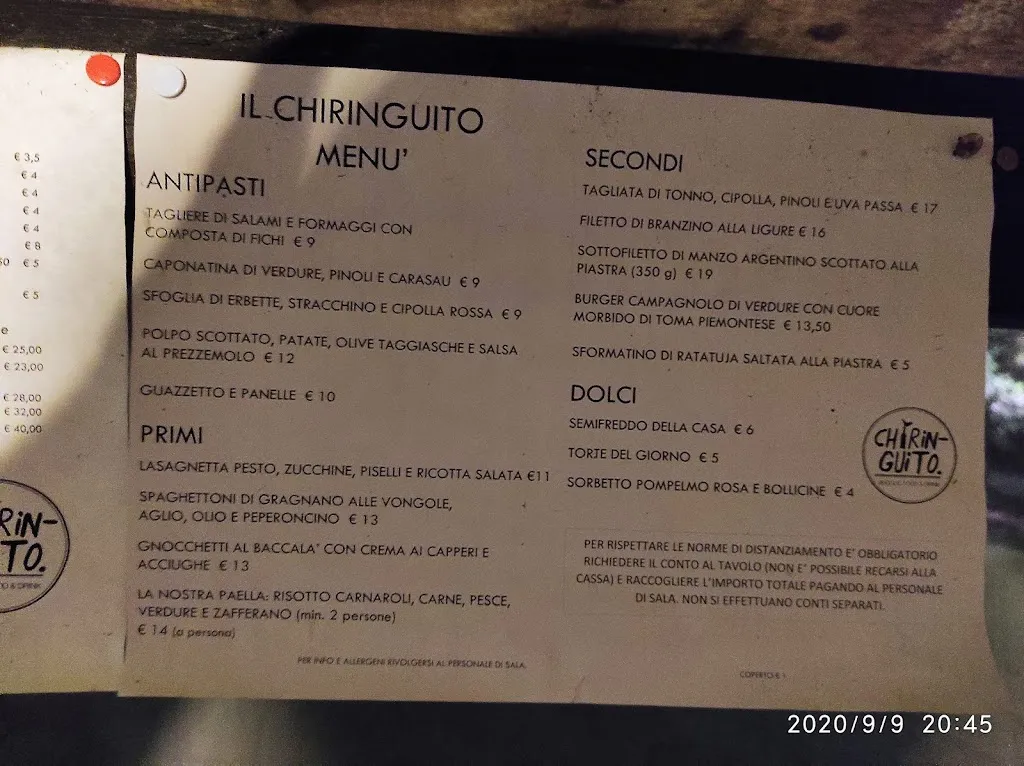 € 3,5
€ 4
€ 4
€ 4
€ 4
€ 8
50 € 5
€ 5
e
€ 25,00
€ 23,00
€ 28,00
€ 32,00
€ 40,00
RiN-
TO.
& DRINK
IL CHIRINGUITO
MENU'
ANTIPASTI
TAGLIERE DI SALAMI E FORMAGGI CON
COMPOSTA DI FICHI € 9
CAPONATINA DI VERDURE, PINOLI E CARASAU € 9
SFOGLIA DI ERBETTE, STRACCHINO E CIPOLLA ROSSA € 9
POLPO SCOTTATO, PATATE, OLIVE TAGGIASCHE E SALSA
AL PREZZEMOLO € 12
GUAZZETTO E PANELLE € 10
PRIMI
LASAGNETTA PESTO, ZUCCHINE, PISELLI E RICOTTA SALATA €11
SPAGHETTONI DI GRAGNANO ALLE VONGOLE,
AGLIO, OLIO E PEPERONCINO € 13
GNOCCHETTI AL BACCALA' CON CREMA AI CAPPERI E
ACCIUGHE € 13
LA NOSTRA PAELLA: RISOTTO CARNAROLI, CARNE, PESCE,
VERDURE E ZAFFERANO (min. 2 persone)
€ 14 (a persona)
PER INFO E ALLERGENI RIVOLGERSI AL PERSONALE DI SALA.
SECONDI
TAGLIATA DI TONNO, CIPOLLA, PINOLI E UVA PASSA € 17
FILETTO DI BRANZINO ALLA LIGURE € 16
SOTTOFILETTO DI MANZO ARGENTINO SCOTTATO ALLA
PIASTRA (350 g) € 19
BURGER CAMPAGNOLO DI VERDURE CON CUORE
MORBIDO DI TOMA PIEMONTESE € 13,50
SFORMATINO DI RATATUJA SALTATA ALLA PIASTRA € 5
DOLCI
SEMIFREDDO DELLA CASA € 6
TORTE DEL GIORNO € 5
SORBETTO POMPELMO ROSA E BOLLICINE € 4
CHiRiN-
GUiTO.
FOOD & DRINK
PER RISPETTARE LE NORME DI DISTANZIAMENTO E' OBBLIGATORIO
RICHIEDERE IL CONTO AL TAVOLO (NON E' POSSIBILE RECARSI ALLA
CASSA) E RACCOGLIERE L'IMPORTO TOTALE PAGANDO AL PERSONALE
DI SALA. NON SI EFFETTUANO CONTI SEPARATI.
COPERTO € 1
2020/9/9 20:45